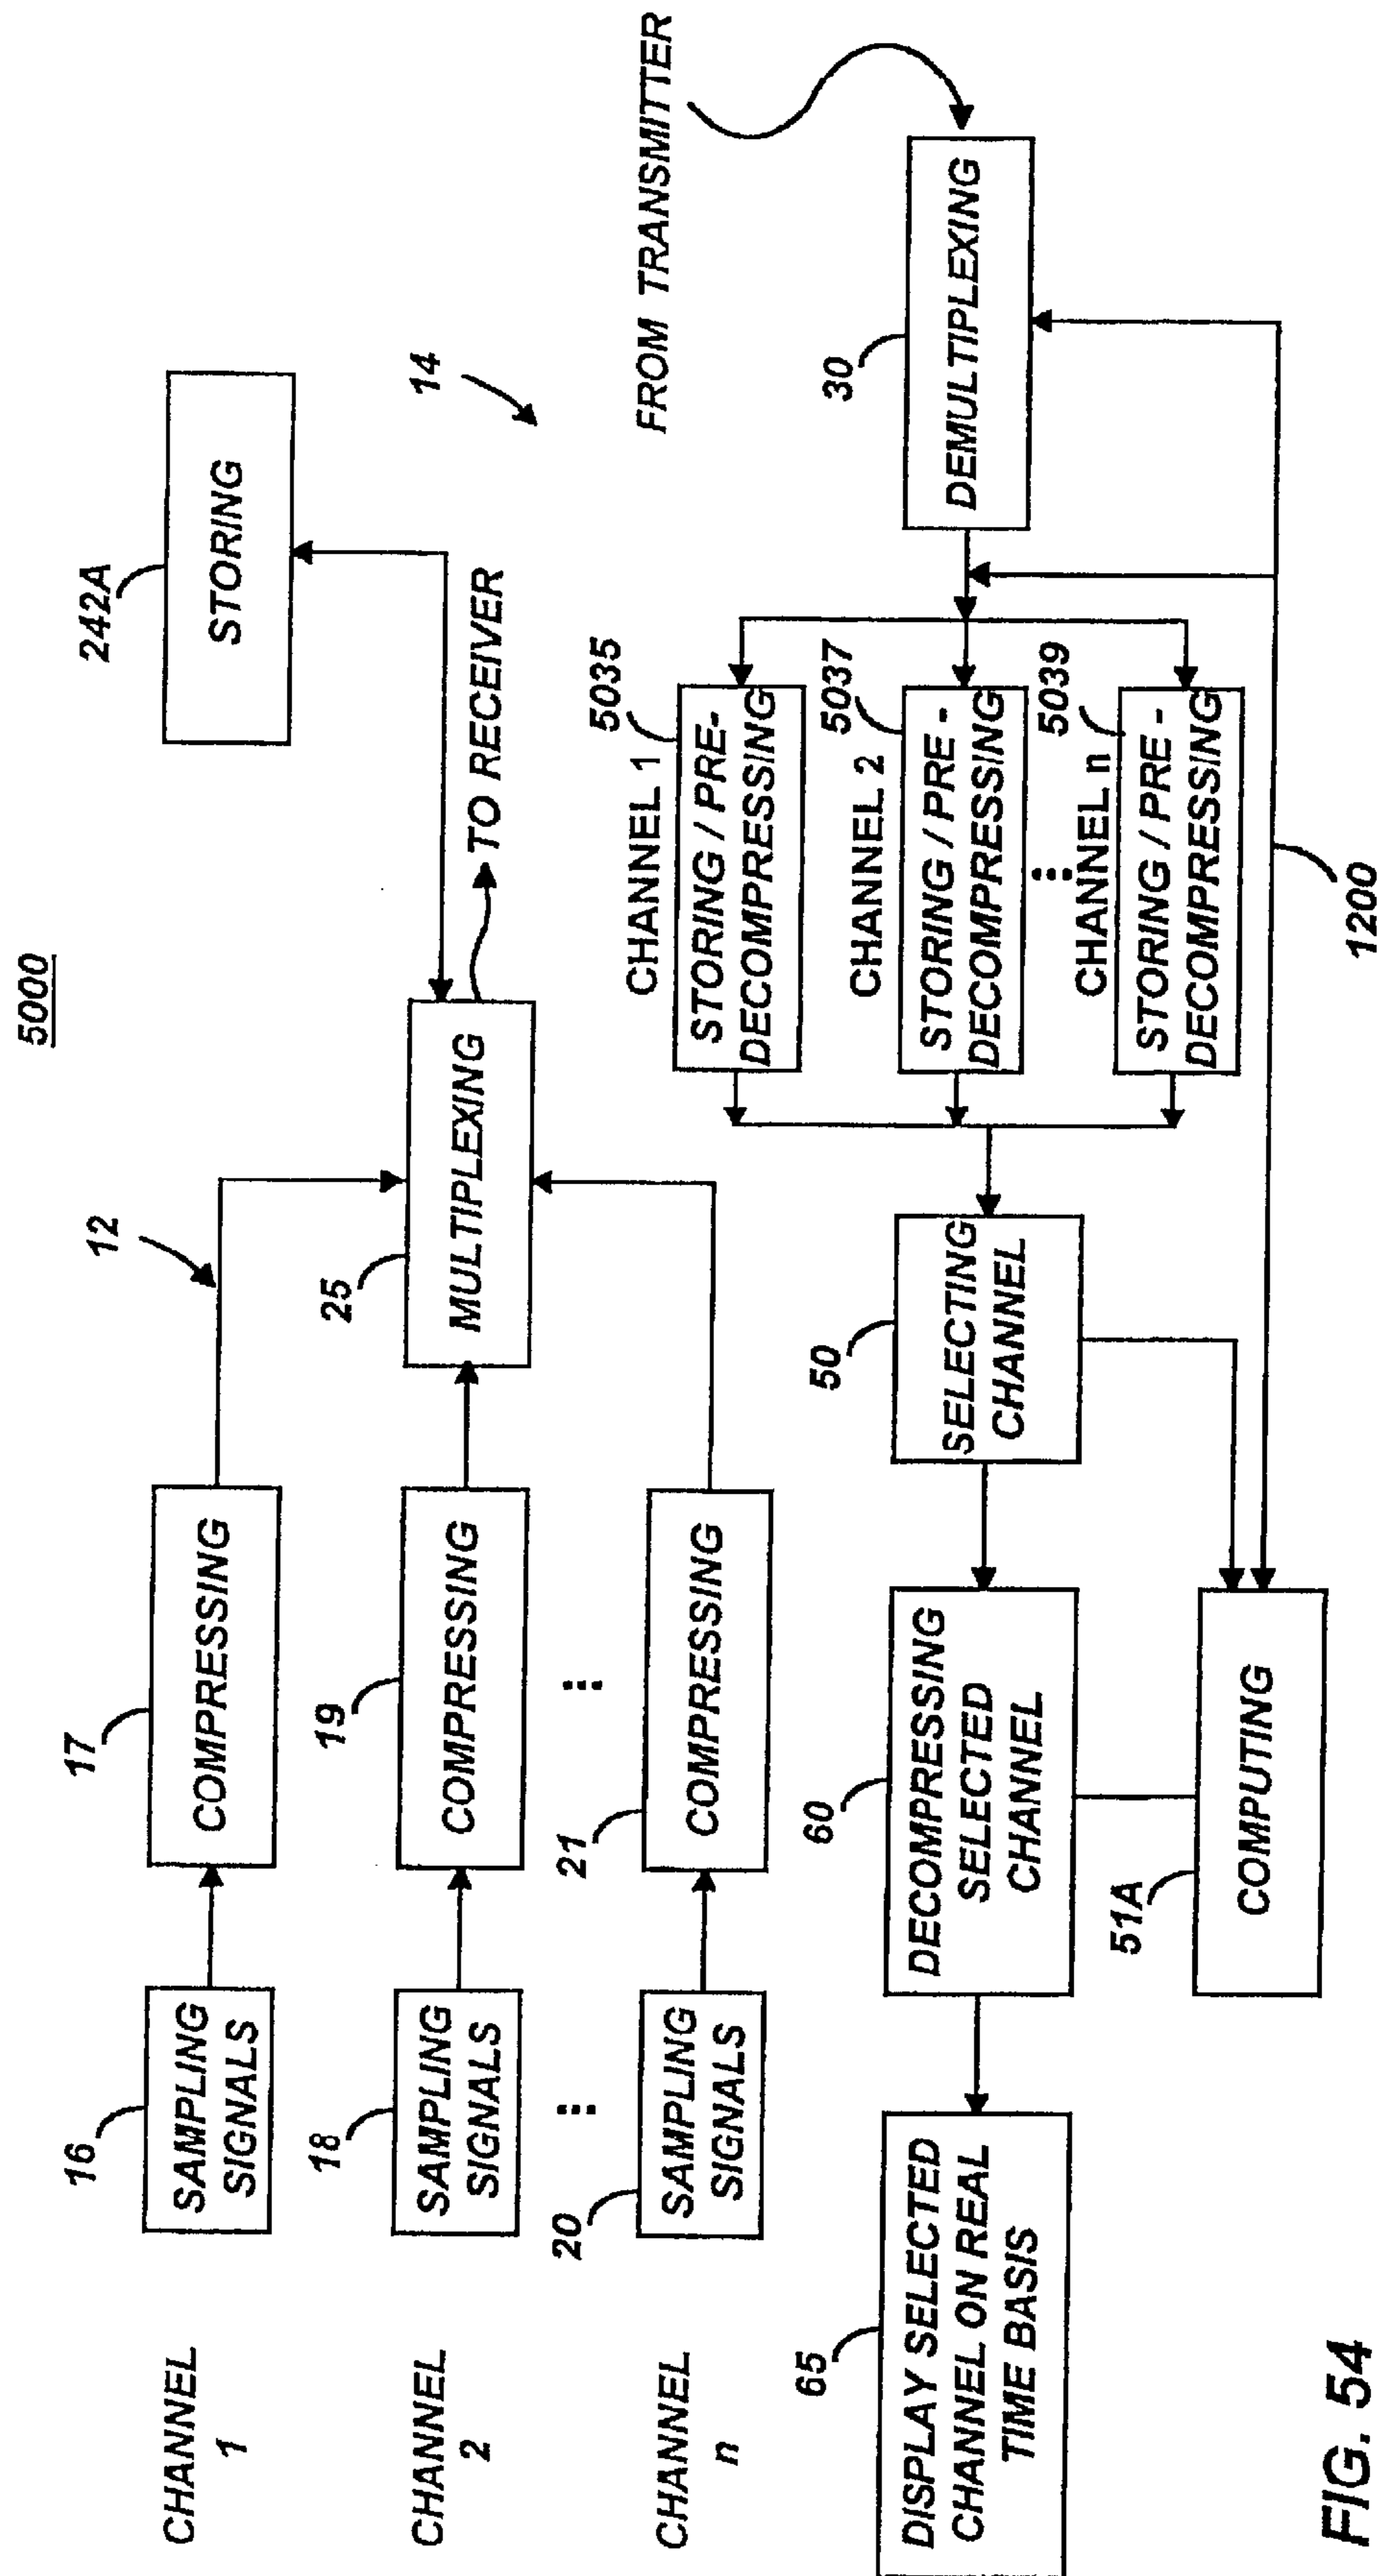 5000
CHANNEL
1
16
SAMPLING
SIGNALS
17
COMPRESSING
12
242A
STORING
CHANNEL
2
18
SAMPLING
SIGNALS
19
COMPRESSING
25
MULTIPLEXING
TO RECEIVER
14
CHANNEL
n
20
SAMPLING
SIGNALS
21
COMPRESSING
FROM TRANSMITTER
30
DEMULTIPLEXING
CHANNEL 1
5035
STORING / PRE-
DECOMPRESSING
CHANNEL 2
5037
STORING / PRE -
DECOMPRESSING
CHANNEL n
5039
STORING / PRE -
DECOMPRESSING
50
SELECTING
CHANNEL
60
DECOMPRESSING
SELECTED
CHANNEL
65
DISPLAY SELECTED
CHANNEL ON REAL
TIME BASIS
51A
COMPUTING
1200
FIG. 54